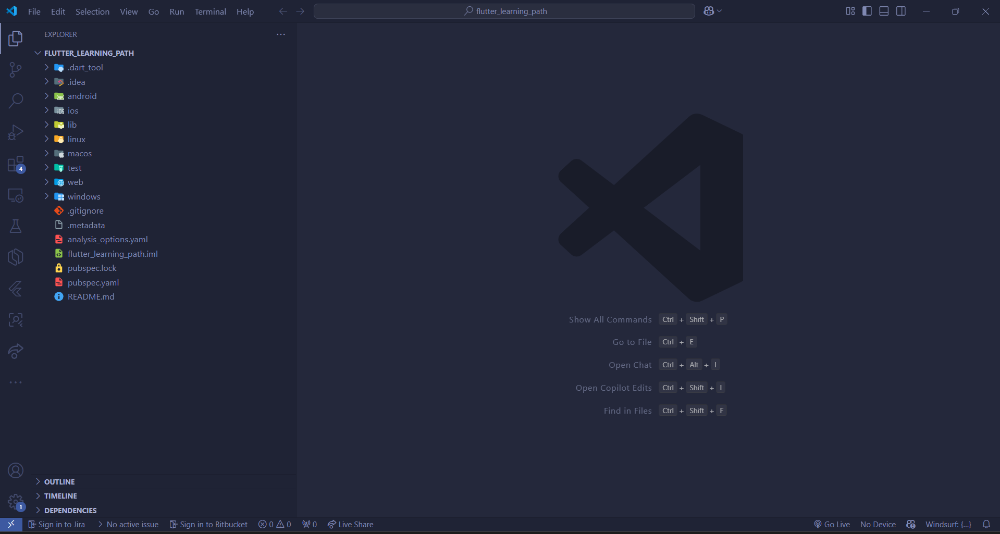 File Edit Selection View Go Run Terminal Help
flutter_learning_path
EXPLORER
FLUTTER_LEARNING_PATH
.dart_tool
.idea
android
ios
lib
linux
macos
test
web
windows
.gitignore
.metadata
analysis_options.yaml
flutter_learning_path.iml
pubspec.lock
pubspec.yaml
README.md
4
Show All Commands Ctrl + Shift + P
Go to File Ctrl + E
Open Chat Ctrl + Alt + I
Open Copilot Edits Ctrl + Shift + I
Find in Files Ctrl + Shift + F
OUTLINE
TIMELINE
DEPENDENCIES
1
Sign in to Jira > No active issue Sign in to Bitbucket 0 0 0 Live Share Go Live No Device Windsurf: {...}